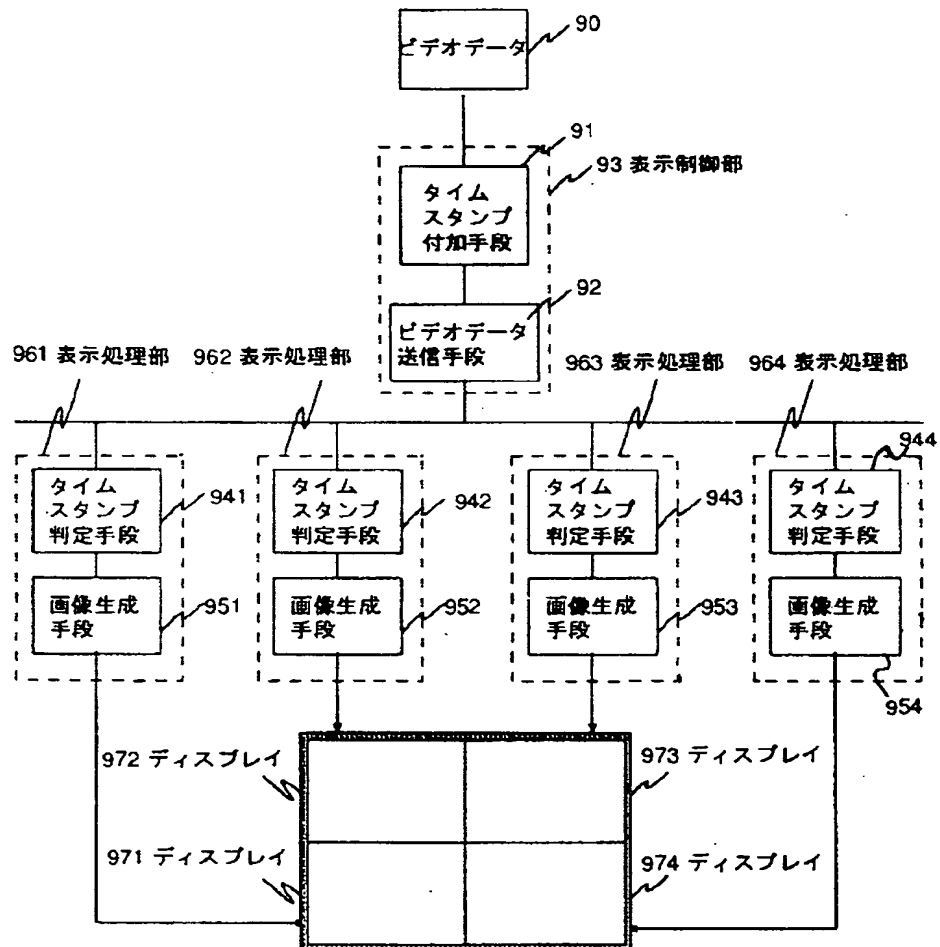 ビデオデータ
90
91
93 表示制御部
タイム
スタンプ
付加手段
92
ビデオデータ
送信手段
961 表示処理部
962 表示処理部
963 表示処理部
964 表示処理部
タイム
スタンプ
判定手段
941
タイム
スタンプ
判定手段
942
タイム
スタンプ
判定手段
943
タイム
スタンプ
判定手段
944
画像生成
手段
951
画像生成
手段
952
画像生成
手段
953
画像生成
手段
954
972 ディスプレイ
973 ディスプレイ
971 ディスプレイ
974 ディスプレイ